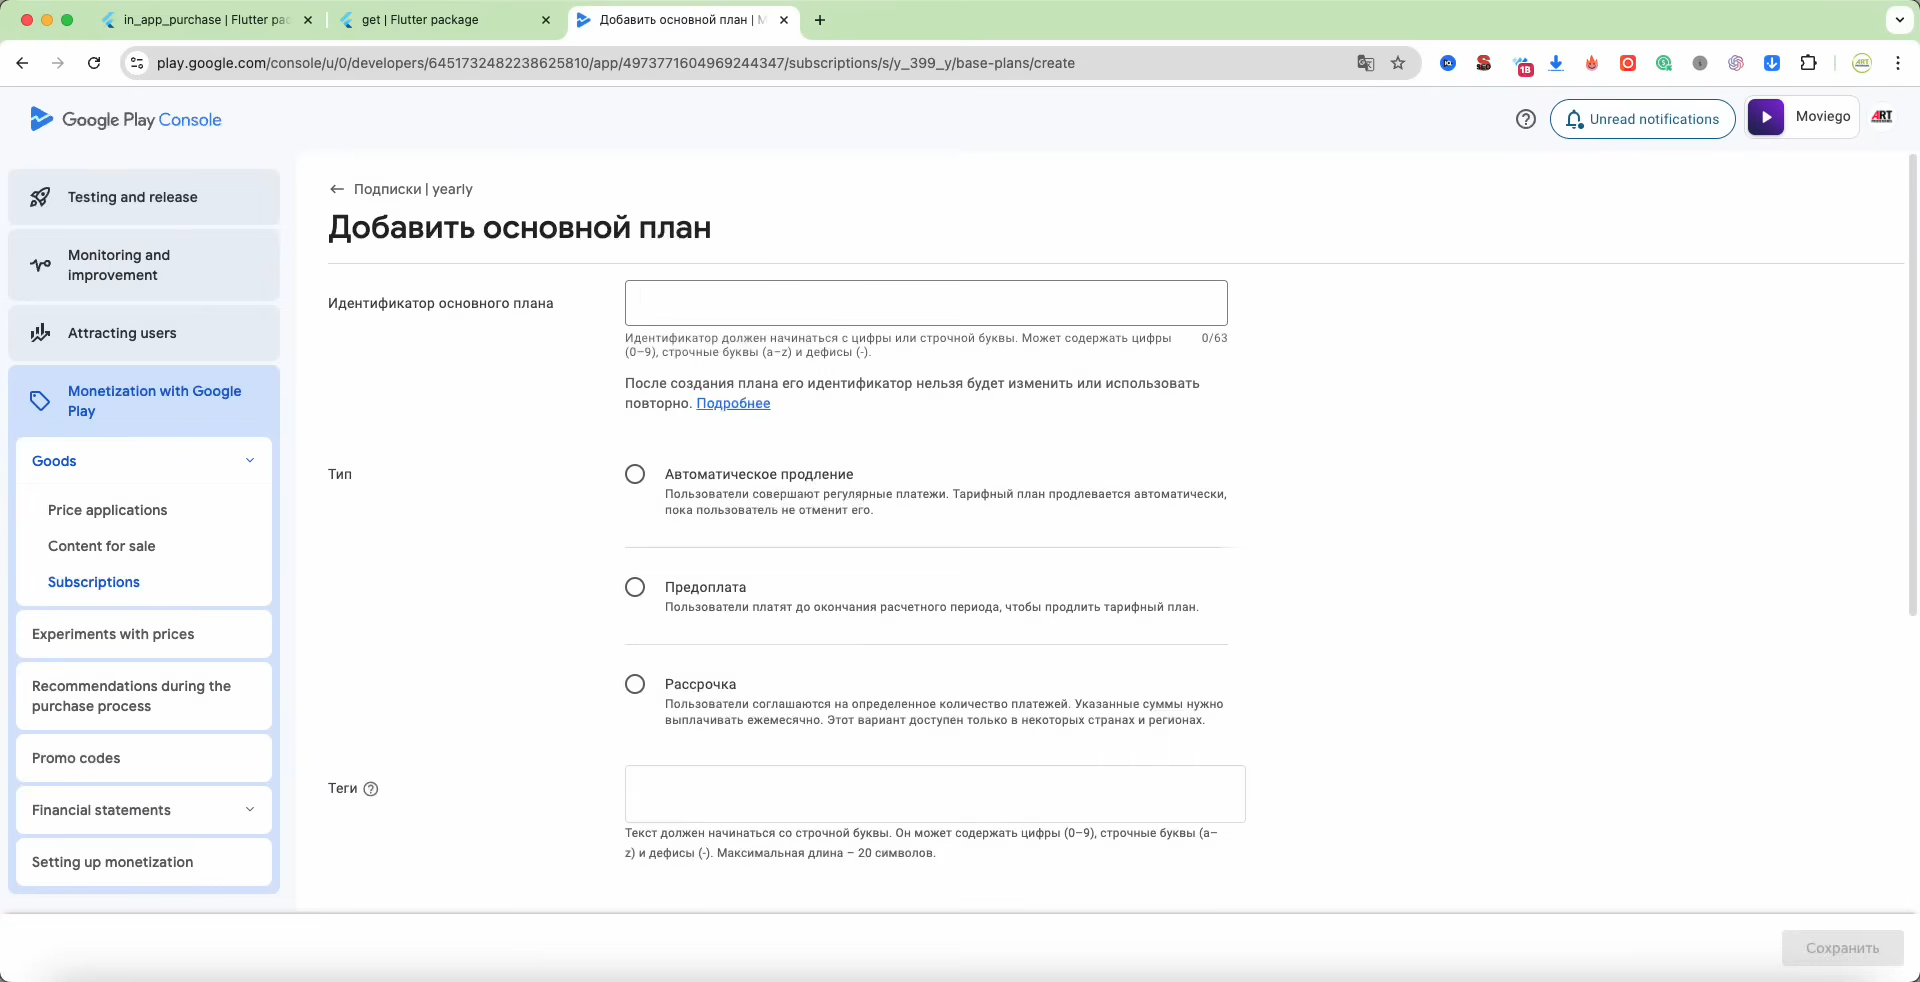 in_app_purchase | Flutter pac
get | Flutter package
Добавить основной план | M
play.google.com/console/u/0/developers/6451732482238625810/app/4973771604969244347/subscriptions/s/y_399_y/base-plans/create
1B
Google Play Console
Unread notifications
Moviego
ART
Testing and release
Monitoring and
improvement
Attracting users
Monetization with Google
Play
Goods
Price applications
Content for sale
Subscriptions
Experiments with prices
Recommendations during the
purchase process
Promo codes
Financial statements
Setting up monetization
Подписки | yearly
Добавить основной план
Идентификатор основного плана
Идентификатор должен начинаться с цифры или строчной буквы. Может содержать цифры
(0–9), строчные буквы (a–z) и дефисы (-).
0/63
После создания плана его идентификатор нельзя будет изменить или использовать
повторно. Подробнее
Тип
Автоматическое продление
Пользователи совершают регулярные платежи. Тарифный план продлевается автоматически,
пока пользователь не отменит его.
Предоплата
Пользователи платят до окончания расчетного периода, чтобы продлить тарифный план.
Рассрочка
Пользователи соглашаются на определенное количество платежей. Указанные суммы нужно
выплачивать ежемесячно. Этот вариант доступен только в некоторых странах и регионах.
Теги
Текст должен начинаться со строчной буквы. Он может содержать цифры (0–9), строчные буквы (a–
z) и дефисы (-). Максимальная длина – 20 символов.
Сохранить